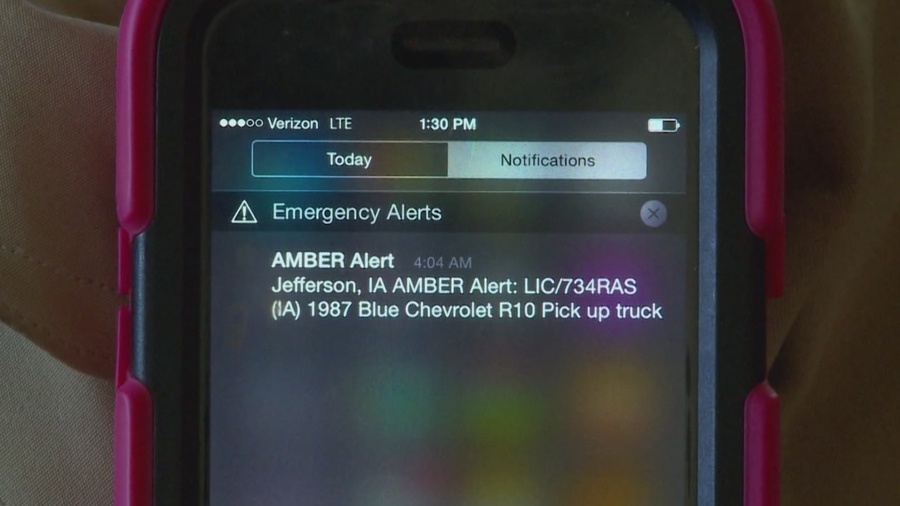 ●●●○○ Verizon LTE 1:30 PM
Today Notifications
Emergency Alerts
AMBER Alert 4:04 AM
Jefferson, IA AMBER Alert: LIC/734RAS
(IA) 1987 Blue Chevrolet R10 Pick up truck